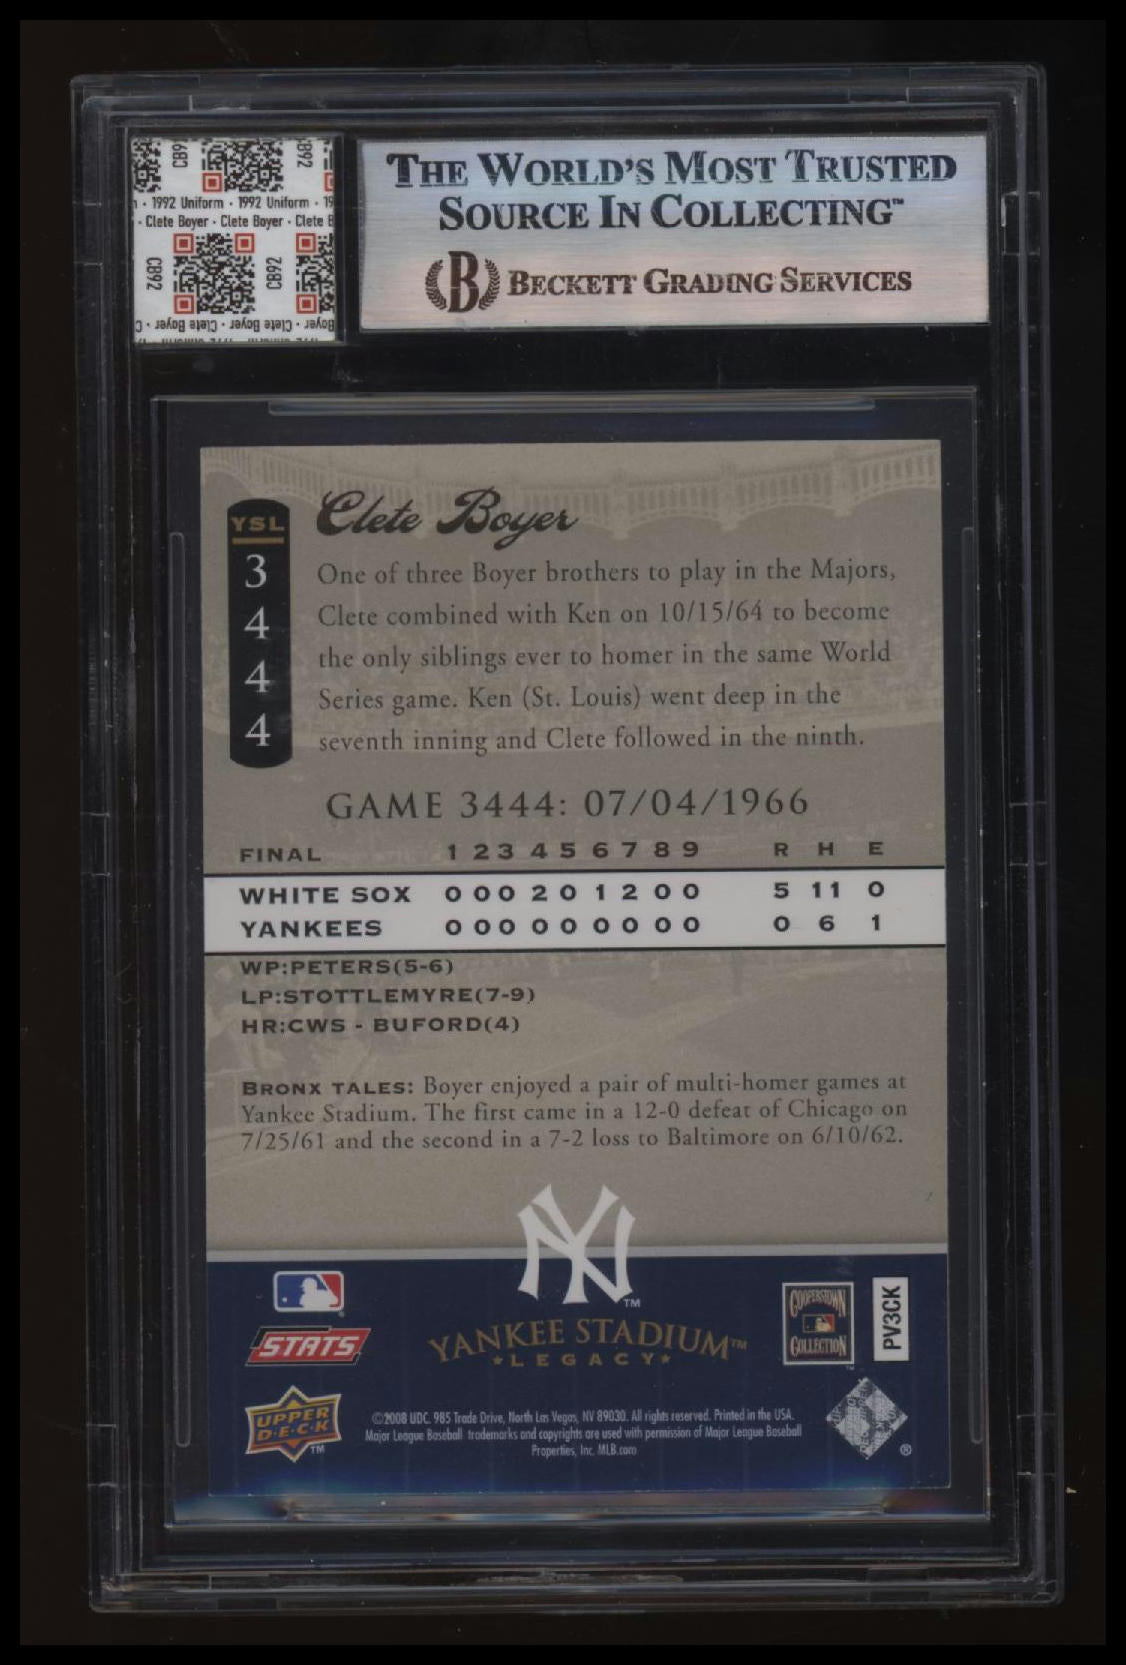 CB92
1992 Uniform · 1992 Uniform · 19
· Clete Boyer · Clete Boyer · Clete B
CB92
CB92
Boyer · Clete Boyer · Clete Boyer · C
THE WORLD'S MOST TRUSTED
SOURCE IN COLLECTING™
B BECKETT GRADING SERVICES
YSL
3
4
4
4
Clete Boyer
One of three Boyer brothers to play in the Majors,
Clete combined with Ken on 10/15/64 to become
the only siblings ever to homer in the same World
Series game. Ken (St. Louis) went deep in the
seventh inning and Clete followed in the ninth.
GAME 3444: 07/04/1966
FINAL 1 2 3 4 5 6 7 8 9 R H E
WHITE SOX 0 0 0 2 0 1 2 0 0 5 11 0
YANKEES 0 0 0 0 0 0 0 0 0 0 6 1
WP:PETERS(5-6)
LP:STOTTLEMYRE(7-9)
HR:CWS - BUFORD(4)
BRONX TALES: Boyer enjoyed a pair of multi-homer games at
Yankee Stadium. The first came in a 12-0 defeat of Chicago on
7/25/61 and the second in a 7-2 loss to Baltimore on 6/10/62.
NY™
STATS
YANKEE STADIUM™
★LEGACY★
COOPERSTOWN
COLLECTION™
PV3CK
UPPER
DECK™
©2008 UDC. 985 Trade Drive, North Las Vegas, NV 89030. All rights reserved. Printed in the USA.
Major League Baseball trademarks and copyrights are used with permission of Major League Baseball
Properties, Inc. MLB.com
®